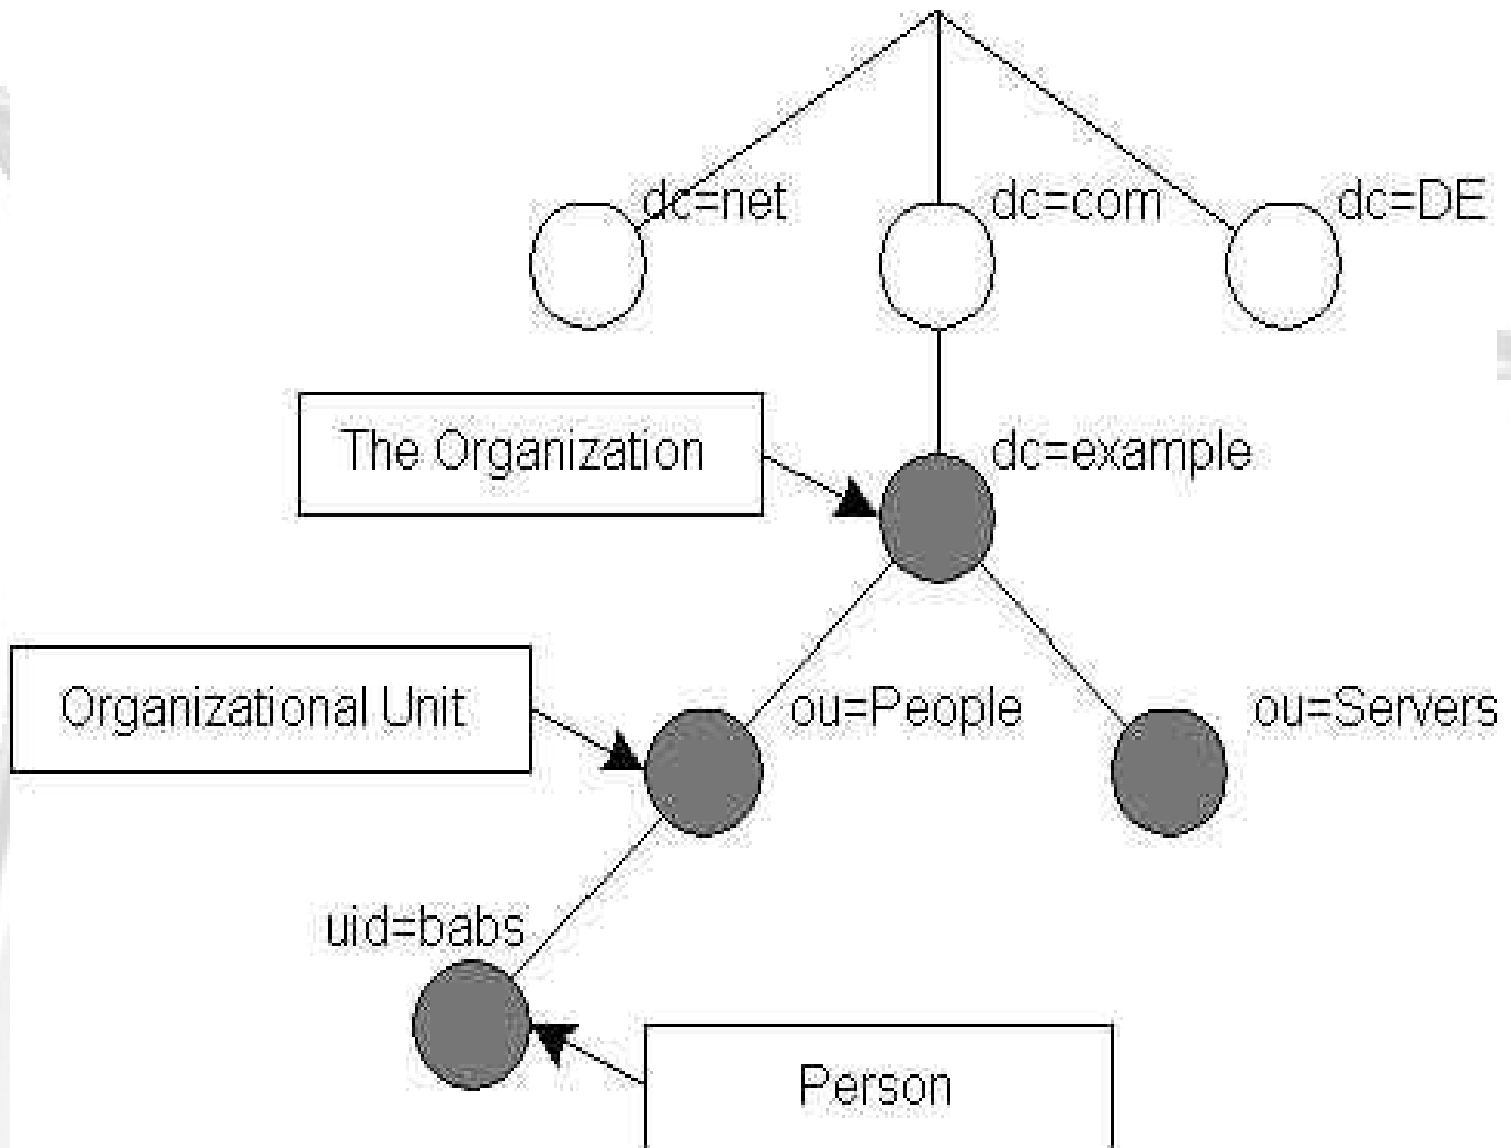 dc=net
dc=com
dc=DE
The Organization
dc=example
Organizational Unit
ou=People
ou=Servers
uid=babs
Person